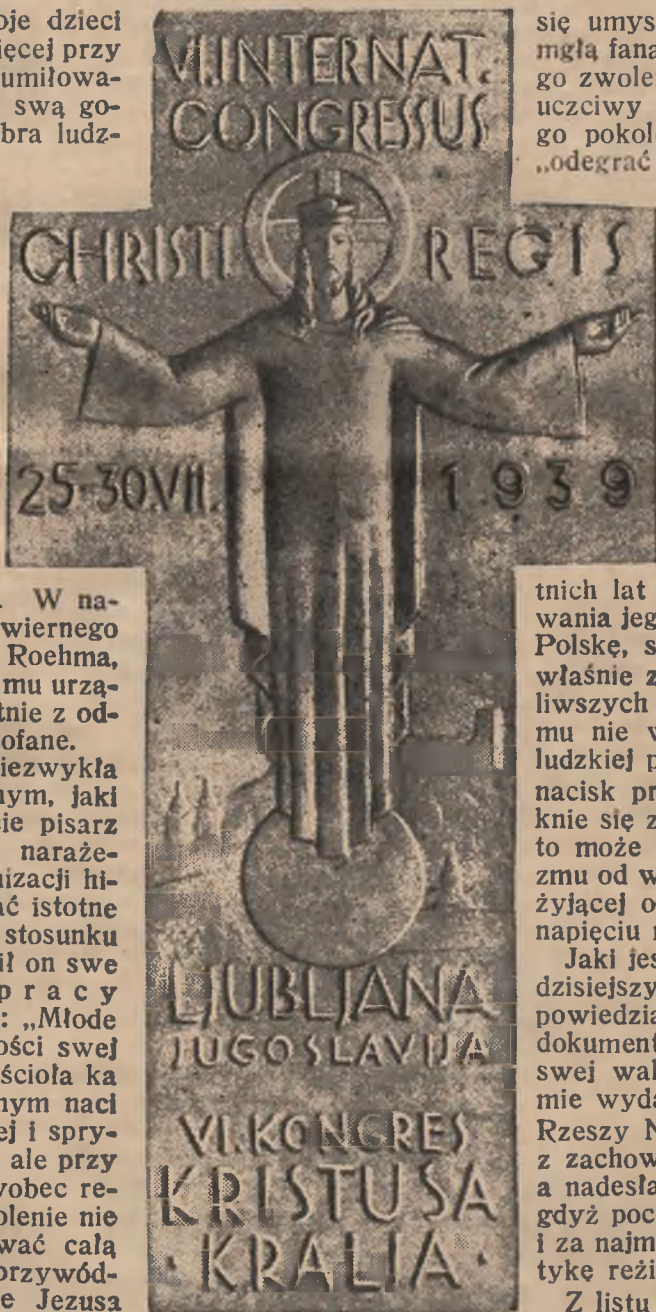 oje dzieci
ięcej przy
umiłowa-
swą go-
bra ludz-
W na-
wiernego
Roehma,
mu urzą-
tnie z od-
ofane.
iezwykła
nym, jaki
cie pisarz
naraże-
nizacji hi-
ać istotne
stosunku
ił on swe
pracy
: „Młode
ości swej
ścioła ka
nym naci
ej i spry-
ale przy
vobec re-
olenie nie
wać całą
przywód-
e Jezusa
VI. INTERNAT.
CONGRESSUS
CHRISTI REGIS
25-30.VII. 1939
LJUBLJANA
JUGOSLAVIJA
VI. KONGRES
KRISTUSA
· KRALJA ·
się umys
mgłą fana
go zwole
uczciwy
go pokol
„odegrać
tnich lat
wania jeg
Polskę, s
właśnie z
liwszych
mu nie w
ludzkiej p
nacisk pr
knie się z
to może
zmu od w
żyjącej o
napięciu n
Jaki jes
dzisiejszy
powiedzia
dokument
swej wal
mie wyda
Rzeszy N
z zachow
a nadesła
gdyż poc
i za najm
tykę reżi
Z listu